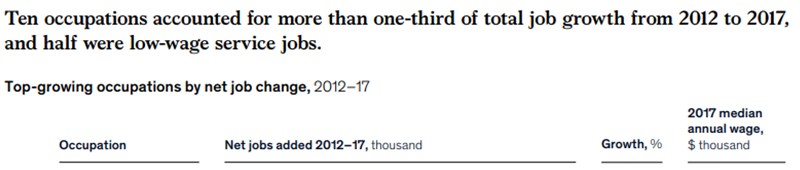 Ten occupations accounted for more than one-third of total job growth from 2012 to 2017,
and half were low-wage service jobs.
Top-growing occupations by net job change, 2012–17
Occupation
Net jobs added 2012–17, thousand
Growth, %
2017 median
annual wage,
$ thousand